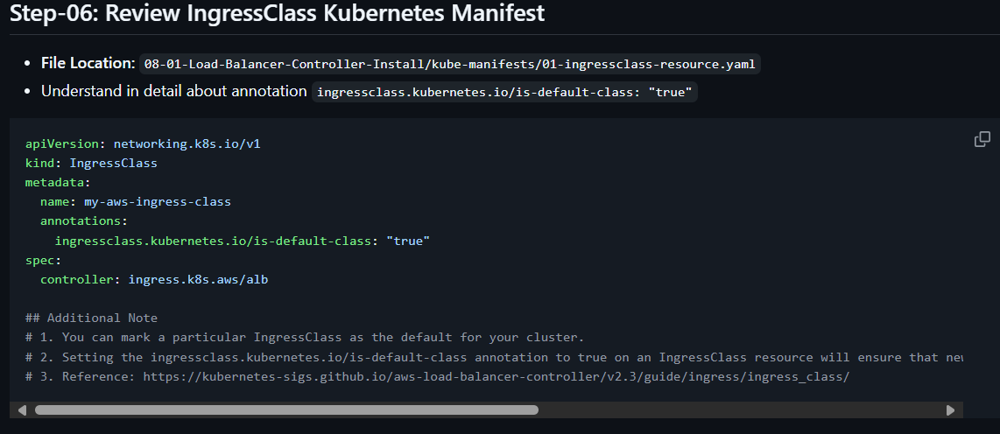 Step-06: Review IngressClass Kubernetes Manifest
• File Location: 08-01-Load-Balancer-Controller-Install/kube-manifests/01-ingressclass-resource.yaml
• Understand in detail about annotation ingressclass.kubernetes.io/is-default-class: "true"
apiVersion: networking.k8s.io/v1
kind: IngressClass
metadata:
  name: my-aws-ingress-class
  annotations:
    ingressclass.kubernetes.io/is-default-class: "true"
spec:
  controller: ingress.k8s.aws/alb
## Additional Note
# 1. You can mark a particular IngressClass as the default for your cluster.
# 2. Setting the ingressclass.kubernetes.io/is-default-class annotation to true on an IngressClass resource will ensure that
# 3. Reference: https://kubernetes-sigs.github.io/aws-load-balancer-controller/v2.3/guide/ingress/ingress_class/